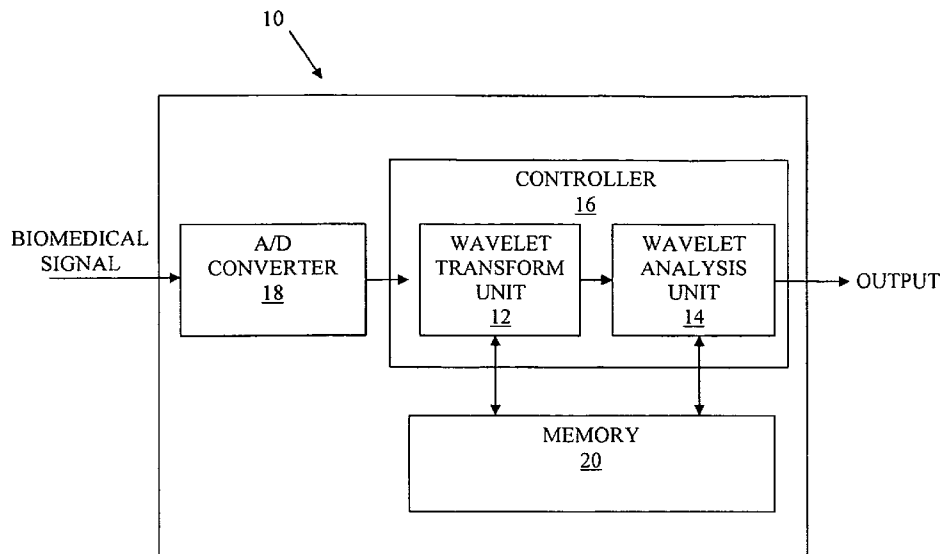 10
CONTROLLER
16
BIOMEDICAL
SIGNAL
A/D
CONVERTER
18
WAVELET
TRANSFORM
UNIT
12
WAVELET
ANALYSIS
UNIT
14
OUTPUT
MEMORY
20